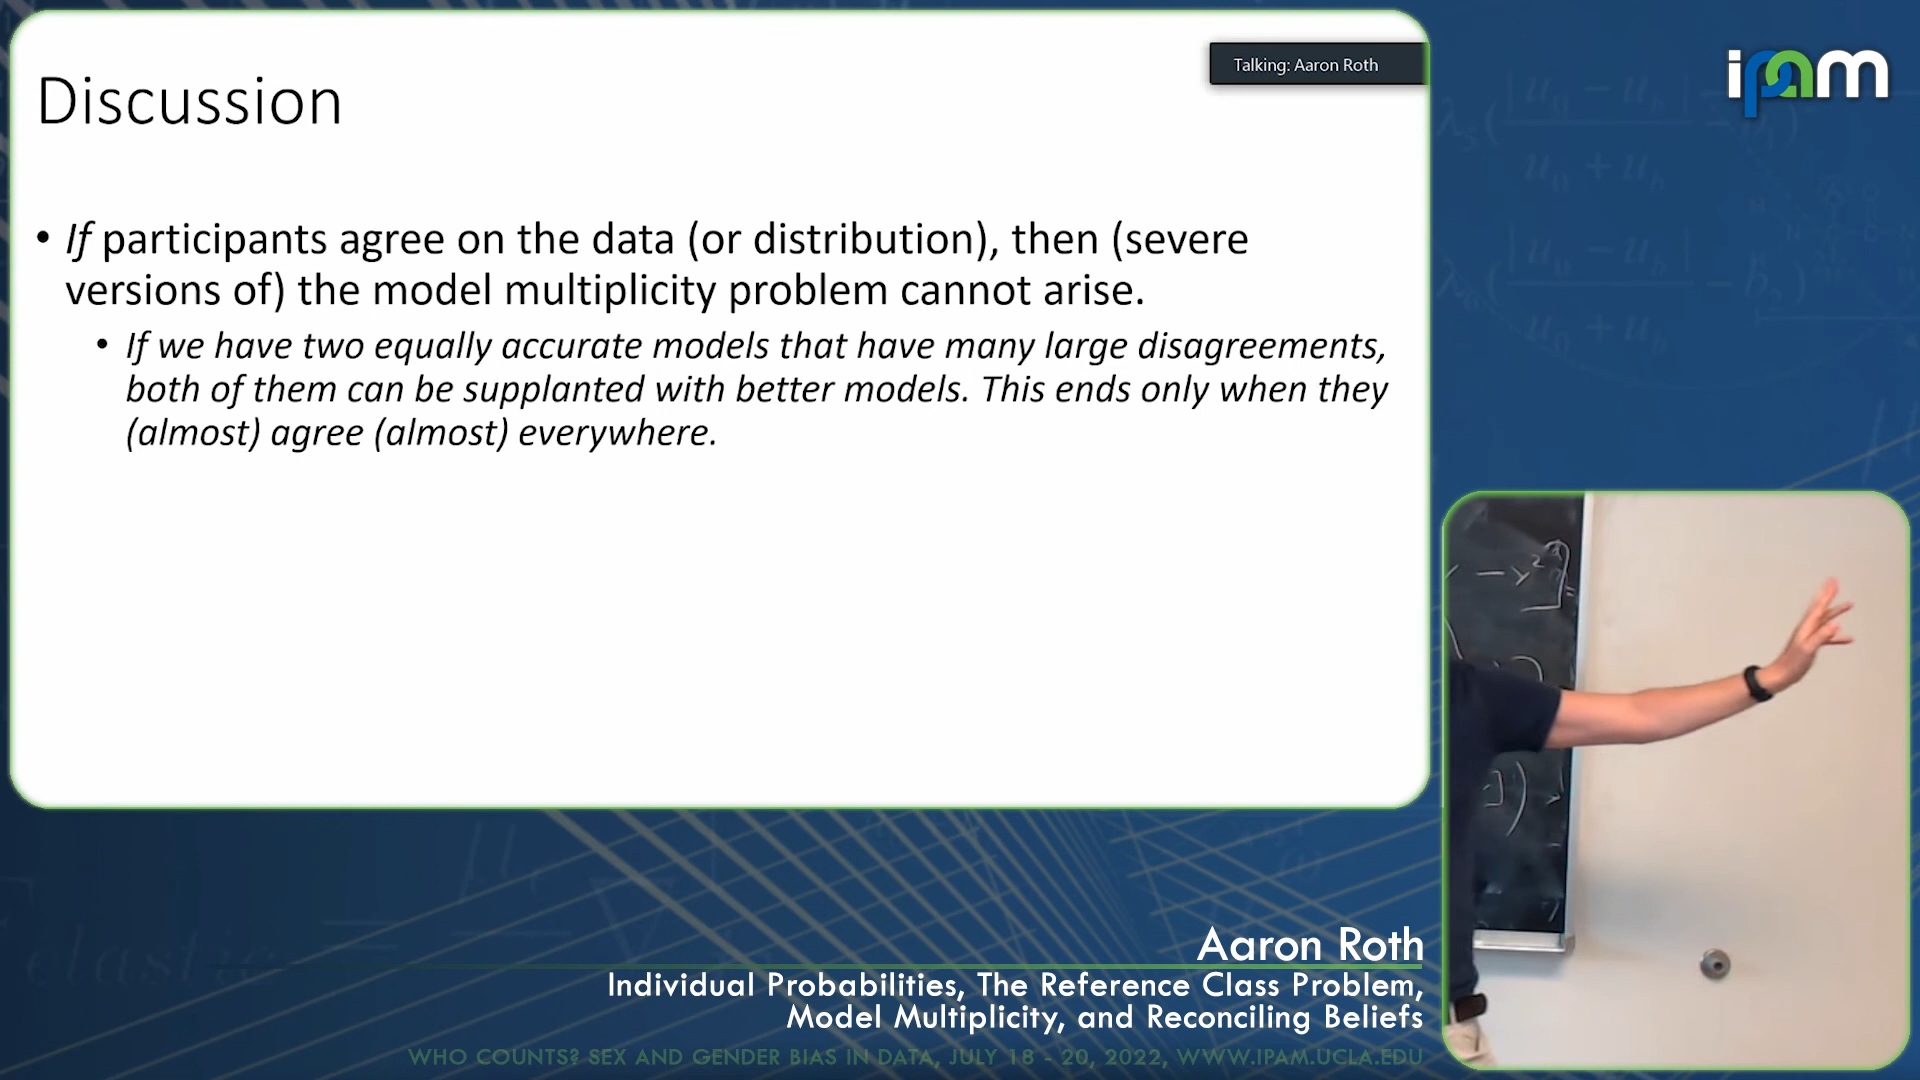 Discussion
Talking: Aaron Roth
ipam
• If participants agree on the data (or distribution), then (severe
versions of) the model multiplicity problem cannot arise.
• If we have two equally accurate models that have many large disagreements,
both of them can be supplanted with better models. This ends only when they
(almost) agree (almost) everywhere.
Aaron Roth
Individual Probabilities, The Reference Class Problem,
Model Multiplicity, and Reconciling Beliefs
WHO COUNTS? SEX AND GENDER BIAS IN DATA, JULY 18 - 20, 2022, WWW.IPAM.UCLA.EDU